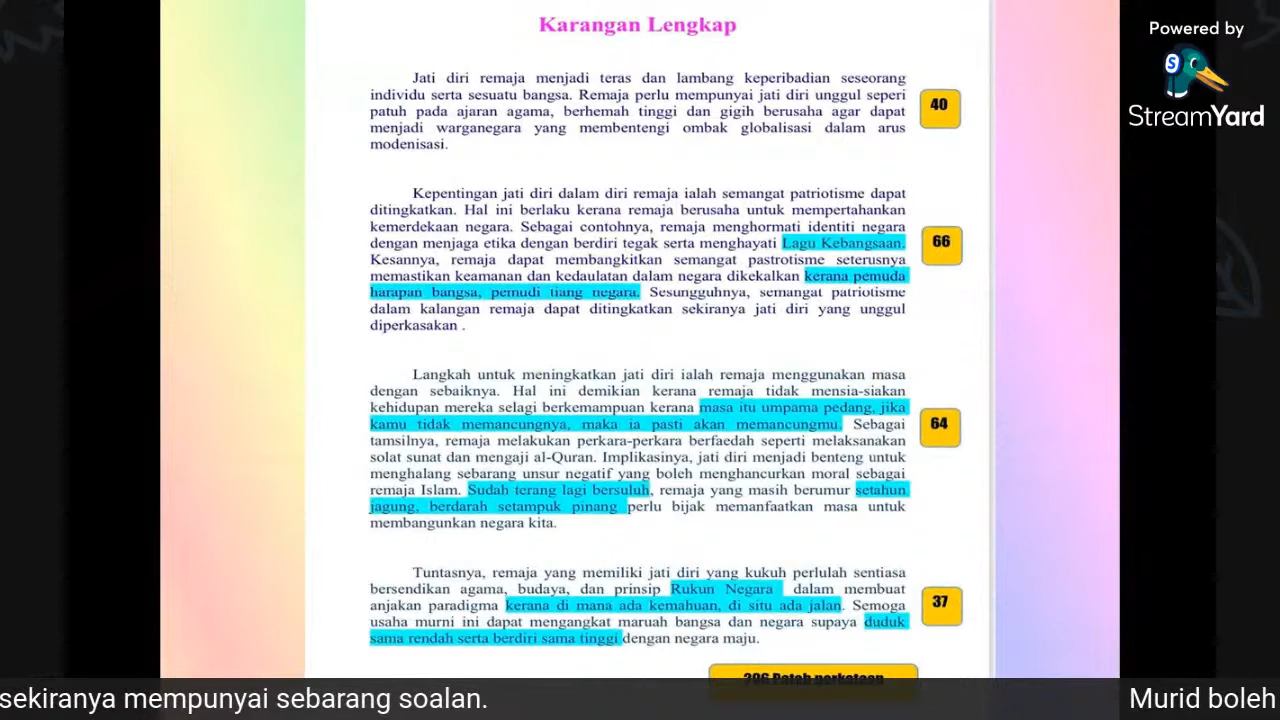 Karangan Lengkap
Powered by
StreamYard
Jati diri remaja menjadi teras dan lambang keperibadian seseorang
individu serta sesuatu bangsa. Remaja perlu mempunyai jati diri unggul seperi
patuh pada ajaran agama, berhemah tinggi dan gigih berusaha agar dapat
menjadi warganegara yang membentengi ombak globalisasi dalam arus
modenisasi.
40
Kepentingan jati diri dalam diri remaja ialah semangat patriotisme dapat
ditingkatkan. Hal ini berlaku kerana remaja berusaha untuk mempertahankan
kemerdekaan negara. Sebagai contohnya, remaja menghormati identiti negara
dengan menjaga etika dengan berdiri tegak serta menghayati Lagu Kebangsaan.
Kesannya, remaja dapat membangkitkan semangat pastrotisme seterusnya
memastikan keamanan dan kedaulatan dalam negara dikekalkan kerana pemuda
harapan bangsa, pemudi tiang negara. Sesungguhnya, semangat patriotisme
dalam kalangan remaja dapat ditingkatkan sekiranya jati diri yang unggul
diperkasakan .
66
Langkah untuk meningkatkan jati diri ialah remaja menggunakan masa
dengan sebaiknya. Hal ini demikian kerana remaja tidak mensia-siakan
kehidupan mereka selagi berkemampuan kerana masa itu umpama pedang, jika
kamu tidak memancungnya, maka ia pasti akan memancungmu. Sebagai
tamsilnya, remaja melakukan perkara-perkara berfaedah seperti melaksanakan
solat sunat dan mengaji al-Quran. Implikasinya, jati diri menjadi benteng untuk
menghalang sebarang unsur negatif yang boleh menghancurkan moral sebagai
remaja Islam. Sudah terang lagi bersuluh, remaja yang masih berumur setahun
jagung, berdarah setampuk pinang perlu bijak memanfaatkan masa untuk
membangunkan negara kita.
64
Tuntasnya, remaja yang memiliki jati diri yang kukuh perlulah sentiasa
bersendikan agama, budaya, dan prinsip Rukun Negara dalam membuat
anjakan paradigma kerana di mana ada kemahuan, di situ ada jalan. Semoga
usaha murni ini dapat mengangkat maruah bangsa dan negara supaya duduk
sama rendah serta berdiri sama tinggi dengan negara maju.
37
206 Patah perkataan
sekiranya mempunyai sebarang soalan.
Murid boleh